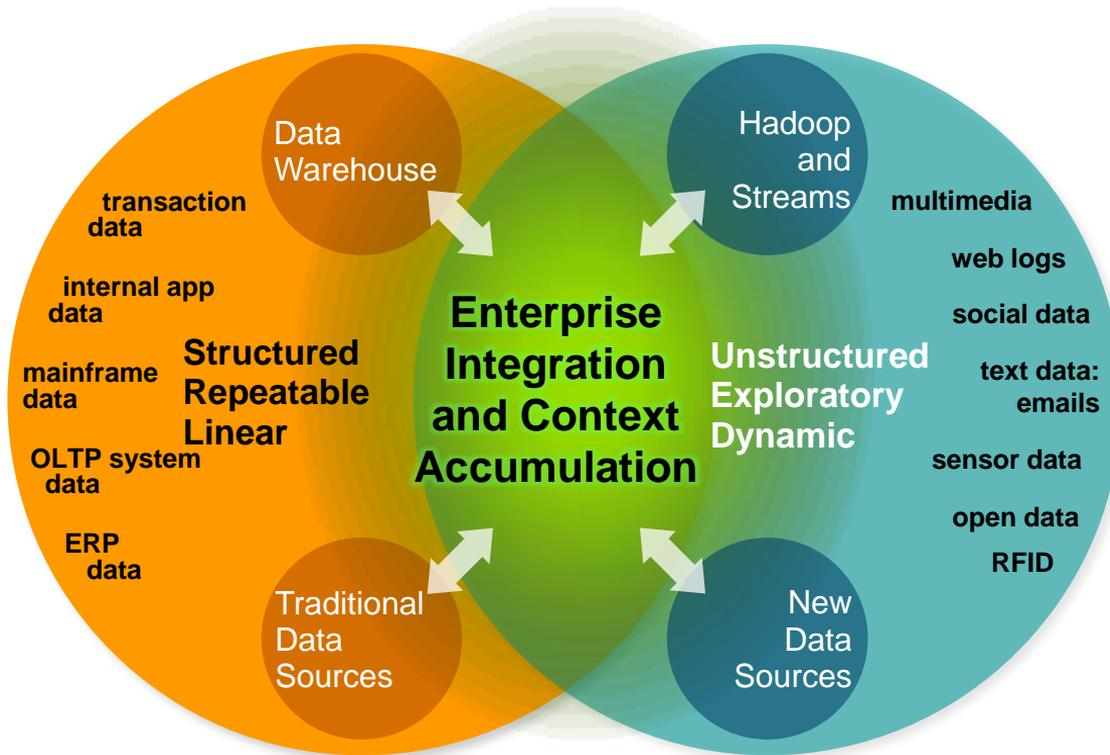 Data
Warehouse
transaction
data
internal app
data
mainframe
data
OLTP system
data
ERP
data
Structured
Repeatable
Linear
Traditional
Data
Sources
Enterprise
Integration
and Context
Accumulation
Hadoop
and
Streams
Unstructured
Exploratory
Dynamic
multimedia
web logs
social data
text data:
emails
sensor data
open data
RFID
New
Data
Sources